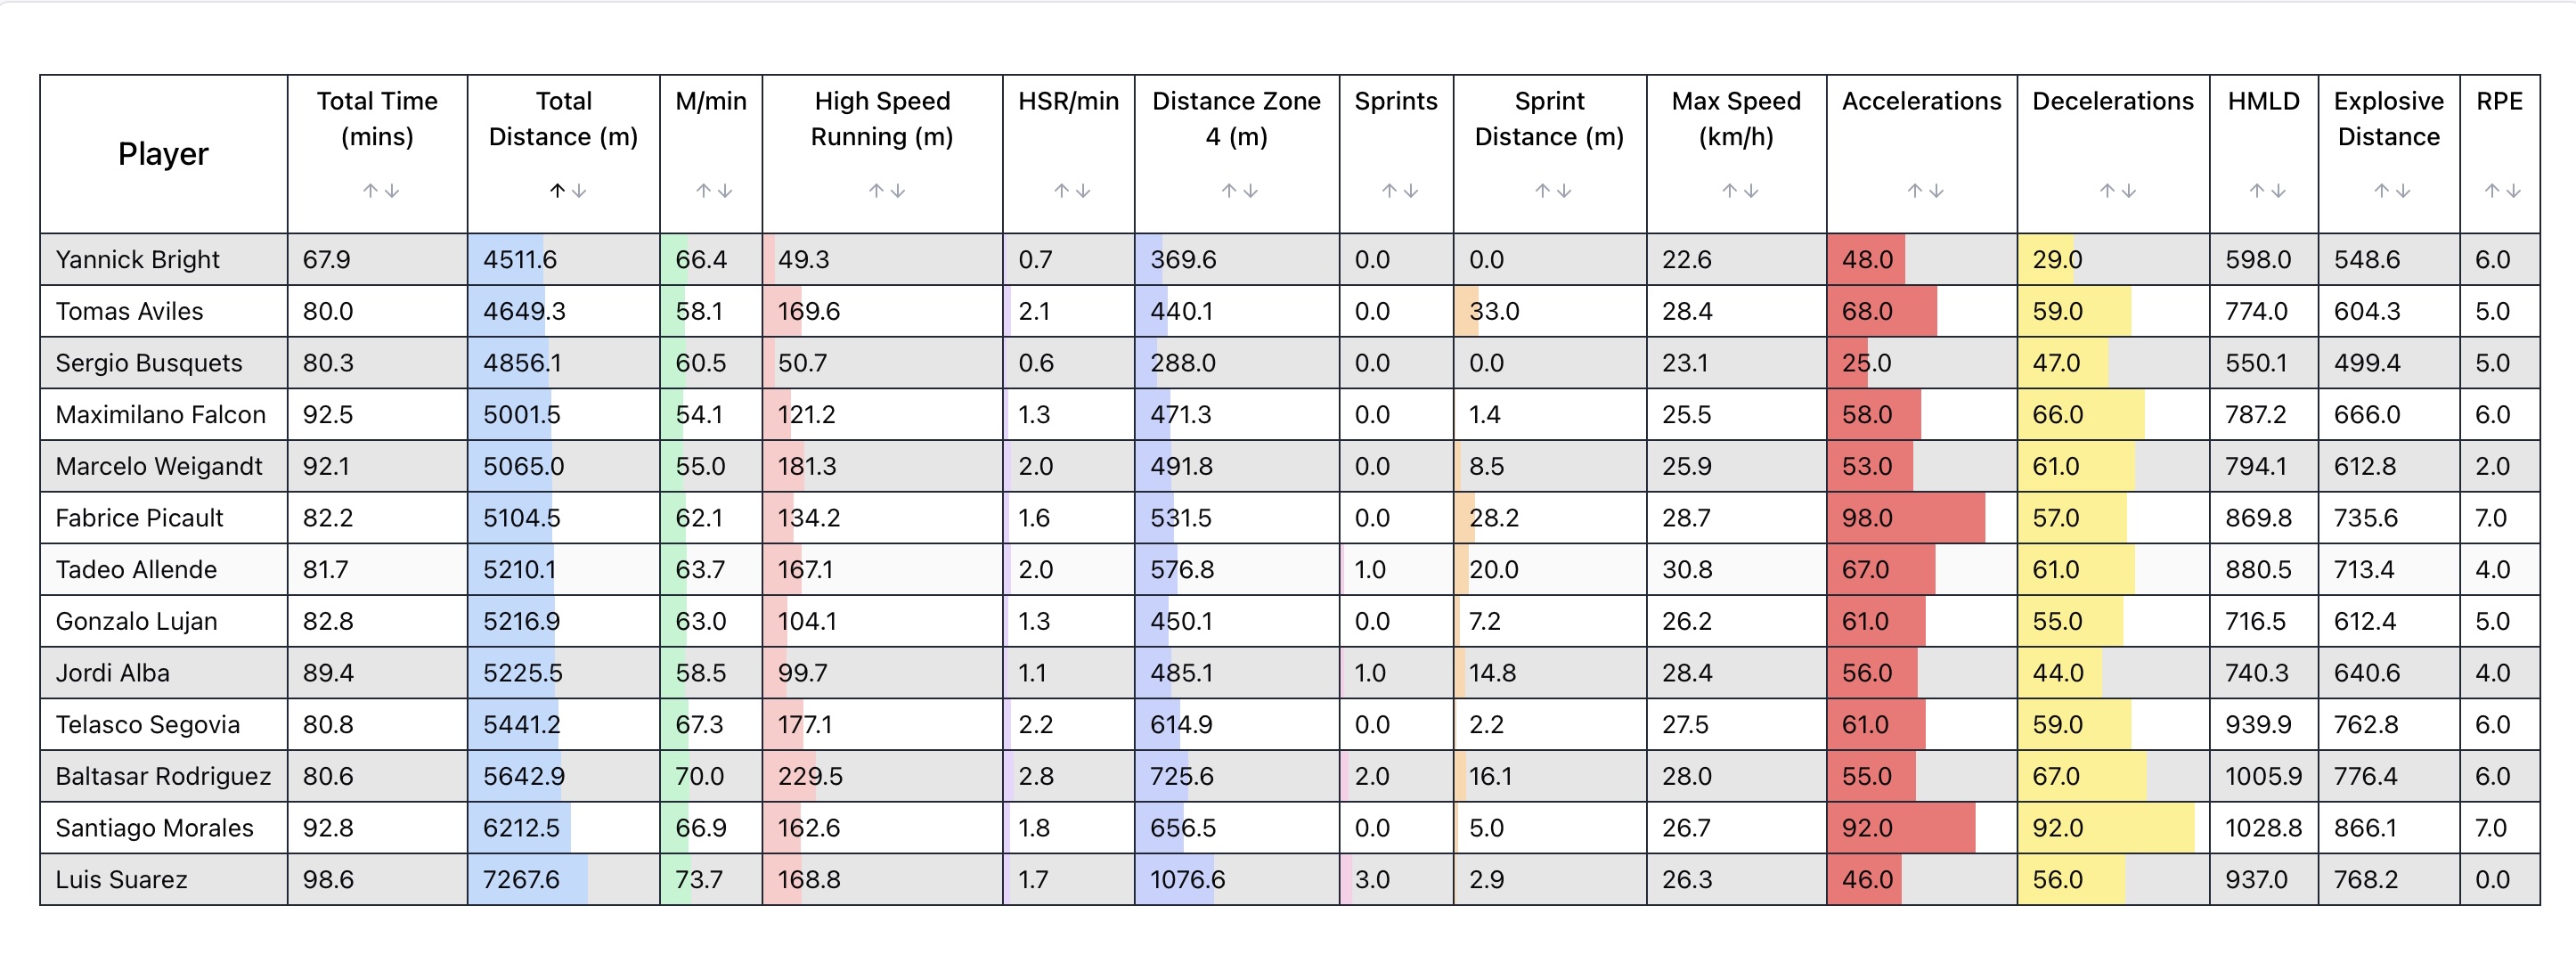 Player Total Time (mins) Total Distance (m) M/min High Speed Running (m) HSR/min Distance Zone 4 (m) Sprints Sprint Distance (m) Max Speed (km/h) Accelerations Decelerations HMLD Explosive Distance RPE
↑↓ ↑↓ ↑↓ ↑↓ ↑↓ ↑↓ ↑↓ ↑↓ ↑↓ ↑↓ ↑↓ ↑↓ ↑↓ ↑↓
Yannick Bright 67.9 4511.6 66.4 49.3 0.7 369.6 0.0 0.0 22.6 48.0 29.0 598.0 548.6 6.0
Tomas Aviles 80.0 4649.3 58.1 169.6 2.1 440.1 0.0 33.0 28.4 68.0 59.0 774.0 604.3 5.0
Sergio Busquets 80.3 4856.1 60.5 50.7 0.6 288.0 0.0 0.0 23.1 25.0 47.0 550.1 499.4 5.0
Maximilano Falcon 92.5 5001.5 54.1 121.2 1.3 471.3 0.0 1.4 25.5 58.0 66.0 787.2 666.0 6.0
Marcelo Weigandt 92.1 5065.0 55.0 181.3 2.0 491.8 0.0 8.5 25.9 53.0 61.0 794.1 612.8 2.0
Fabrice Picault 82.2 5104.5 62.1 134.2 1.6 531.5 0.0 28.2 28.7 98.0 57.0 869.8 735.6 7.0
Tadeo Allende 81.7 5210.1 63.7 167.1 2.0 576.8 1.0 20.0 30.8 67.0 61.0 880.5 713.4 4.0
Gonzalo Lujan 82.8 5216.9 63.0 104.1 1.3 450.1 0.0 7.2 26.2 61.0 55.0 716.5 612.4 5.0
Jordi Alba 89.4 5225.5 58.5 99.7 1.1 485.1 1.0 14.8 28.4 56.0 44.0 740.3 640.6 4.0
Telasco Segovia 80.8 5441.2 67.3 177.1 2.2 614.9 0.0 2.2 27.5 61.0 59.0 939.9 762.8 6.0
Baltasar Rodriguez 80.6 5642.9 70.0 229.5 2.8 725.6 2.0 16.1 28.0 55.0 67.0 1005.9 776.4 6.0
Santiago Morales 92.8 6212.5 66.9 162.6 1.8 656.5 0.0 5.0 26.7 92.0 92.0 1028.8 866.1 7.0
Luis Suarez 98.6 7267.6 73.7 168.8 1.7 1076.6 3.0 2.9 26.3 46.0 56.0 937.0 768.2 0.0